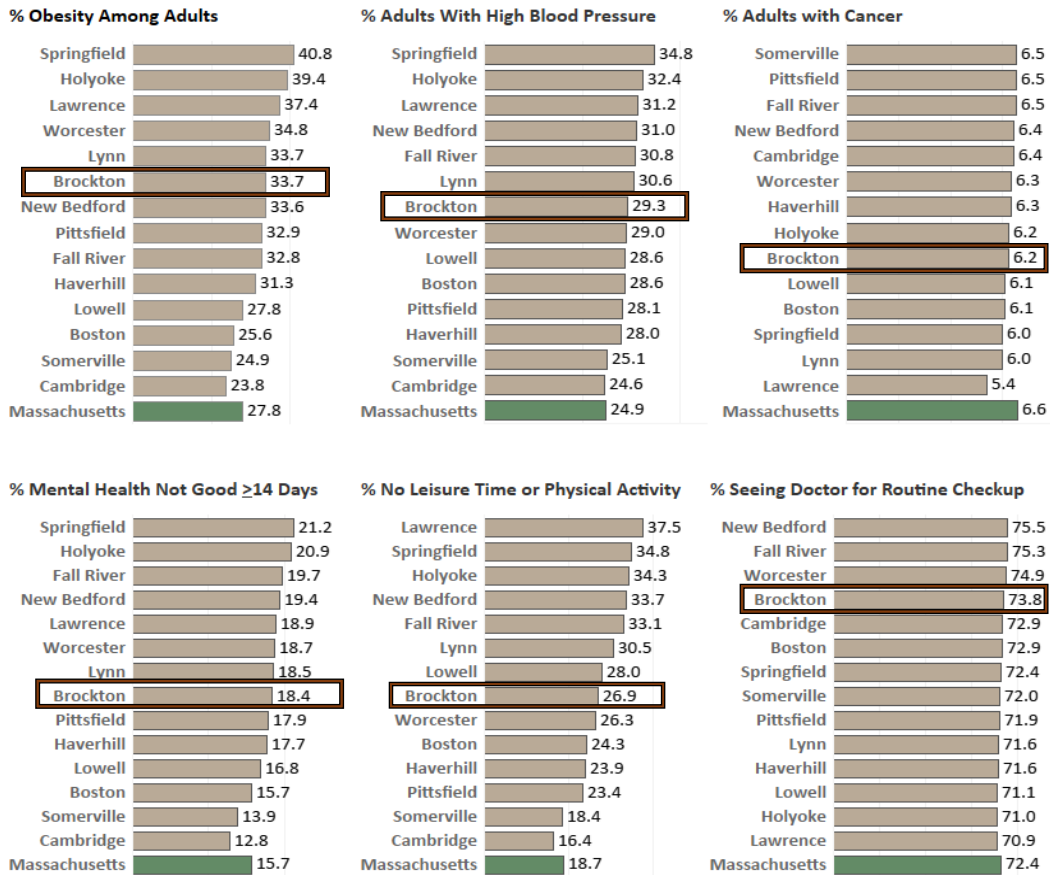 % Obesity Among Adults
Springfield 40.8
Holyoke 39.4
Lawrence 37.4
Worcester 34.8
Lynn 33.7
Brockton 33.7
New Bedford 33.6
Pittsfield 32.9
Fall River 32.8
Haverhill 31.3
Lowell 27.8
Boston 25.6
Somerville 24.9
Cambridge 23.8
Massachusetts 27.8
% Adults With High Blood Pressure
Springfield 34.8
Holyoke 32.4
Lawrence 31.2
New Bedford 31.0
Fall River 30.8
Lynn 30.6
Brockton 29.3
Worcester 29.0
Lowell 28.6
Boston 28.6
Pittsfield 28.1
Haverhill 28.0
Somerville 25.1
Cambridge 24.6
Massachusetts 24.9
% Adults with Cancer
Somerville 6.5
Pittsfield 6.5
Fall River 6.5
New Bedford 6.4
Cambridge 6.4
Worcester 6.3
Haverhill 6.3
Holyoke 6.2
Brockton 6.2
Lowell 6.1
Boston 6.1
Springfield 6.0
Lynn 6.0
Lawrence 5.4
Massachusetts 6.6
% Mental Health Not Good ≥14 Days
Springfield 21.2
Holyoke 20.9
Fall River 19.7
New Bedford 19.4
Lawrence 18.9
Worcester 18.7
Lynn 18.5
Brockton 18.4
Pittsfield 17.9
Haverhill 17.7
Lowell 16.8
Boston 15.7
Somerville 13.9
Cambridge 12.8
Massachusetts 15.7
% No Leisure Time or Physical Activity
Lawrence 37.5
Springfield 34.8
Holyoke 34.3
New Bedford 33.7
Fall River 33.1
Lynn 30.5
Lowell 28.0
Brockton 26.9
Worcester 26.3
Boston 24.3
Haverhill 23.9
Pittsfield 23.4
Somerville 18.4
Cambridge 16.4
Massachusetts 18.7
% Seeing Doctor for Routine Checkup
New Bedford 75.5
Fall River 75.3
Worcester 74.9
Brockton 73.8
Cambridge 72.9
Boston 72.9
Springfield 72.4
Somerville 72.0
Pittsfield 71.9
Lynn 71.6
Haverhill 71.6
Lowell 71.1
Holyoke 71.0
Lawrence 70.9
Massachusetts 72.4